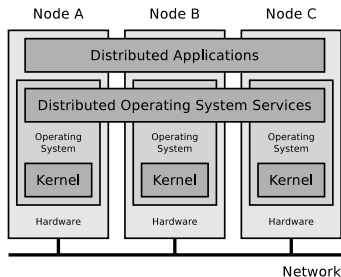 Node A Node B Node C
Distributed Applications
Distributed Operating System Services
Operating Operating Operating
System System System
Kernel Kernel Kernel
Hardware Hardware Hardware
Network